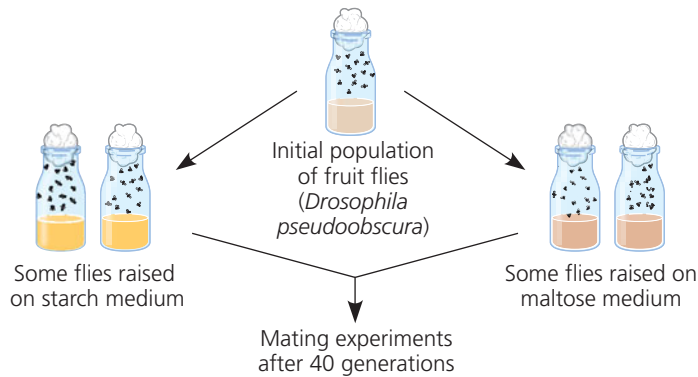 Initial population
of fruit flies
(Drosophila
pseudoobscura)
Some flies raised
on starch medium
Some flies raised on
maltose medium
Mating experiments
after 40 generations